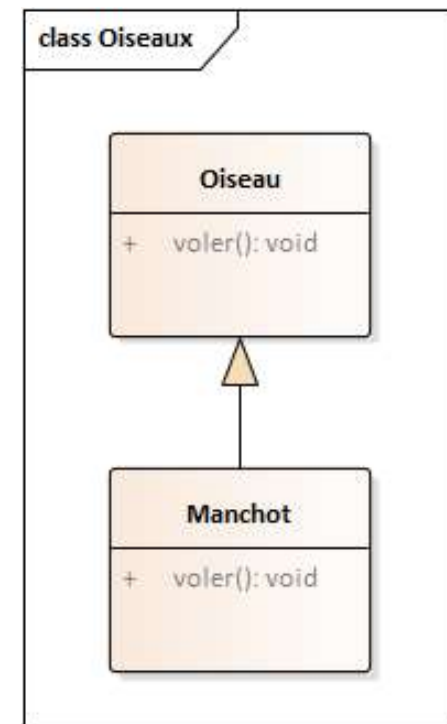 class Oiseaux
Oiseau
+ voler(): void
Manchot
+ voler(): void